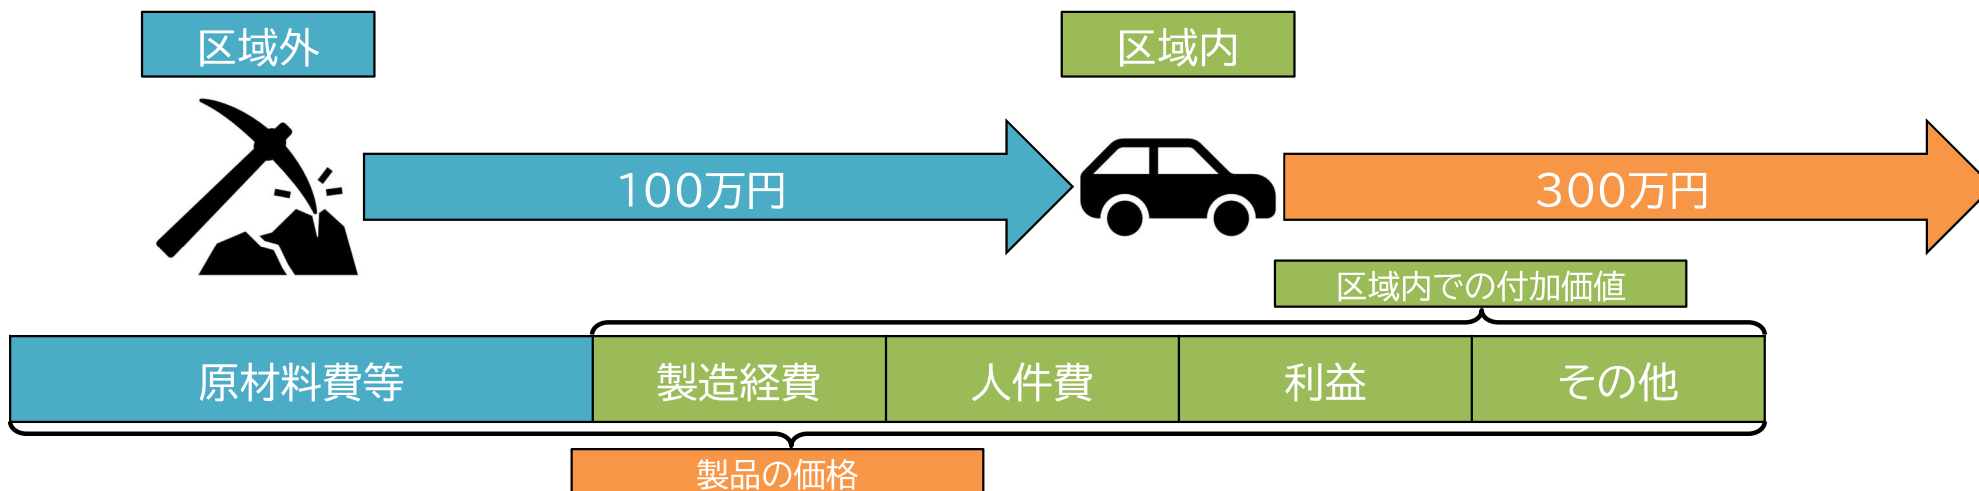 区域外
区域内
100万円
300万円
区域内での付加価値
原材料費等
製造経費
人件費
利益
その他
製品の価格